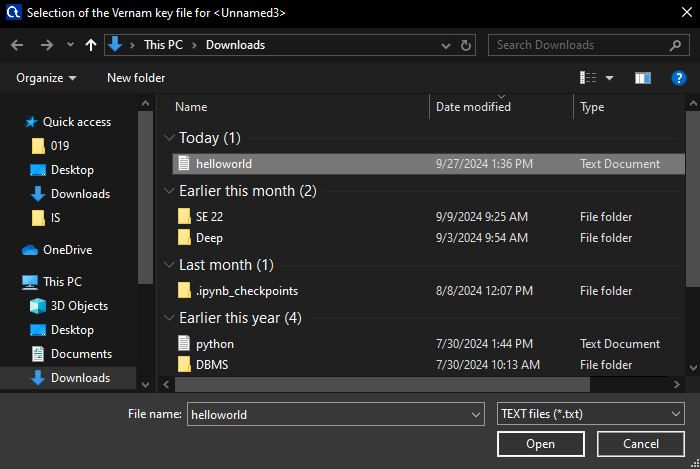 Selection of the Vernam key file for <Unnamed3>
This PC > Downloads
Search Downloads
Organize New folder
Name Date modified Type
Quick access
019
Desktop
Downloads
IS
OneDrive
This PC
3D Objects
Desktop
Documents
Downloads
Today (1)
helloworld 9/27/2024 1:36 PM Text Document
Earlier this month (2)
SE 22 9/9/2024 9:25 AM File folder
Deep 9/3/2024 9:54 AM File folder
Last month (1)
.ipynb_checkpoints 8/8/2024 12:07 PM File folder
Earlier this year (4)
python 7/30/2024 1:44 PM Text Document
DBMS 7/30/2024 10:13 AM File folder
File name: helloworld TEXT files (*.txt)
Open Cancel